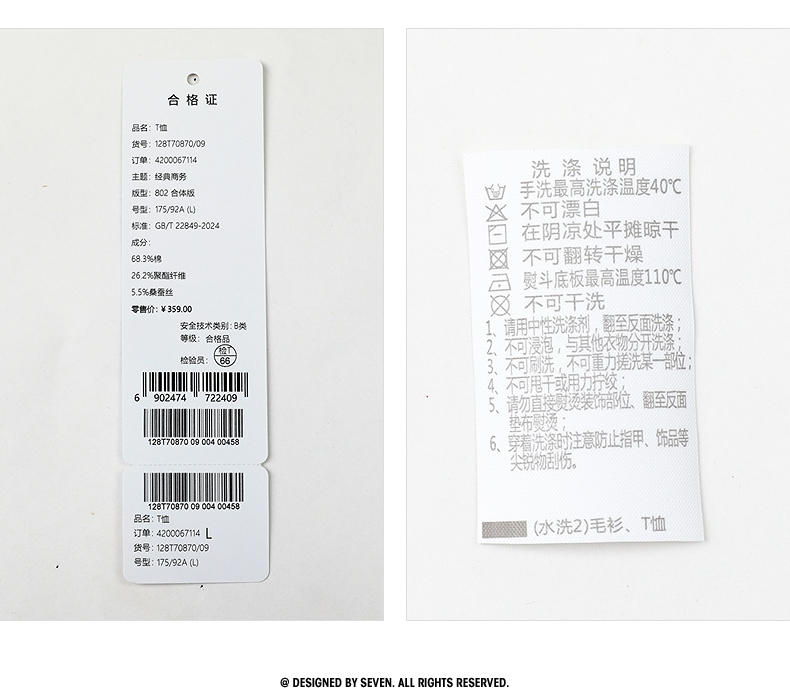 合格证
品名：T恤
货号：128T70870/09
订单：4200067114
主题：经典商务
版型：802 合体版
号型：175/92A (L)
标准：GB/T 22849-2024
成分：
68.3%棉
26.2%聚酯纤维
5.5%桑蚕丝
零售价：¥359.00
安全技术类别：B类
等级：合格品
检验员：检T 66
6 902474 722409
128T70870 09 004 00458
128T70870 09 004 00458
品名：T恤
订单：4200067114 L
货号：128T70870/09
号型：175/92A (L)
洗涤说明
手洗最高洗涤温度40℃
不可漂白
在阴凉处平摊晾干
不可翻转干燥
熨斗底板最高温度110℃
不可干洗
1、请用中性洗涤剂，翻至反面洗涤；
2、不可浸泡，与其他衣物分开洗涤；
3、不可刷洗，不可重力搓洗某一部位；
4、不可甩干或用力拧绞；
5、请勿直接熨烫装饰部位、翻至反面
垫布熨烫；
6、穿着洗涤时注意防止指甲、饰品等
尖锐物刮伤。
(水洗2)毛衫、T恤
@ DESIGNED BY SEVEN. ALL RIGHTS RESERVED.